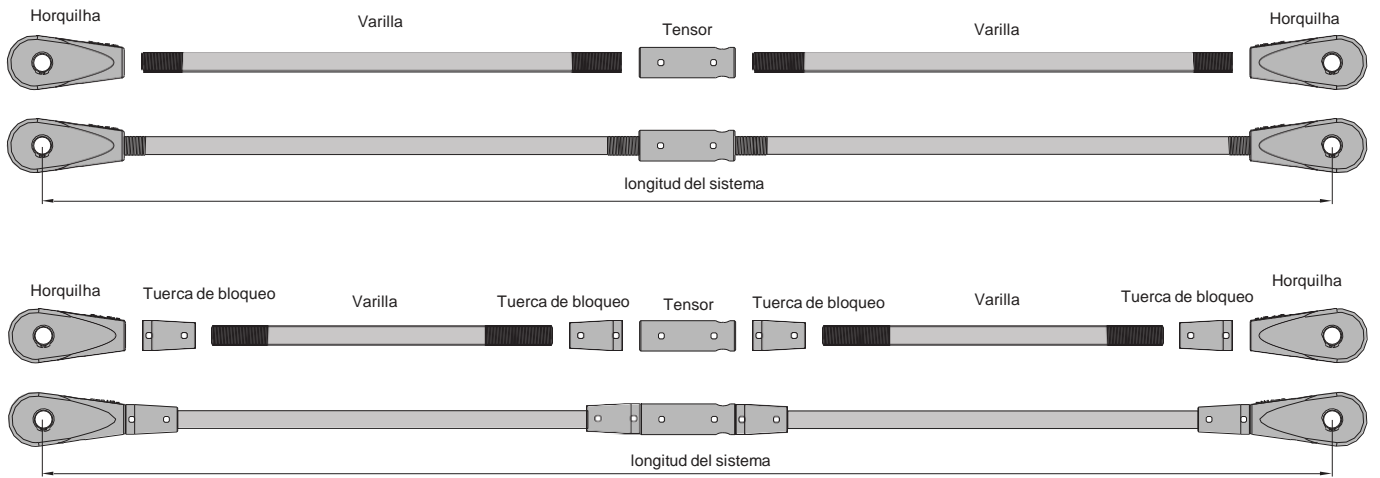 Horquilha
Varilla
Tensor
Varilla
Horquilha
longitud del sistema
Horquilha
Tuerca de bloqueo
Varilla
Tuerca de bloqueo
Tensor
Tuerca de bloqueo
Varilla
Tuerca de bloqueo
Horquilha
longitud del sistema